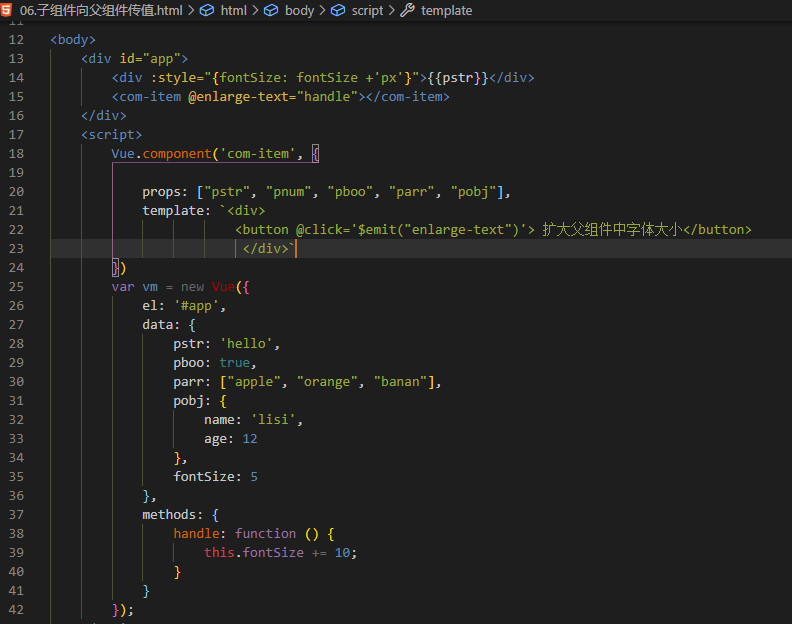 06.子组件向父组件传值.html > html > body > script > template
11
12 <body>
13 <div id="app">
14 <div :style="{fontSize: fontSize +'px'}">{{pstr}}</div>
15 <com-item @enlarge-text="handle"></com-item>
16 </div>
17 <script>
18 Vue.component('com-item', {
19
20 props: ["pstr", "pnum", "pboo", "parr", "pobj"],
21 template: `<div>
22 <button @click='$emit("enlarge-text")'> 扩大父组件中字体大小</button>
23 </div>`
24 })
25 var vm = new Vue({
26 el: '#app',
27 data: {
28 pstr: 'hello',
29 pboo: true,
30 parr: ["apple", "orange", "banan"],
31 pobj: {
32 name: 'lisi',
33 age: 12
34 },
35 fontSize: 5
36 },
37 methods: {
38 handle: function () {
39 this.fontSize += 10;
40 }
41 }
42 });